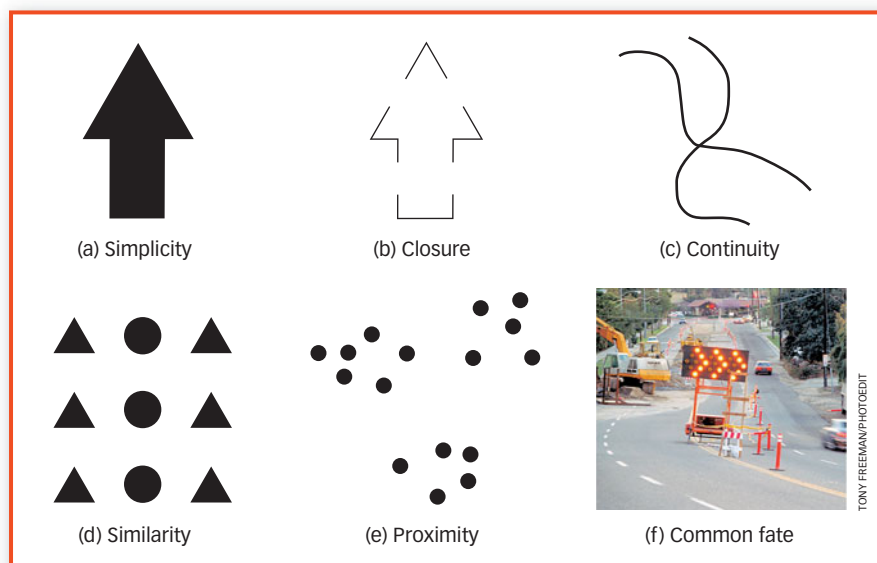 (a) Simplicity
(b) Closure
(c) Continuity
(d) Similarity
(e) Proximity
(f) Common fate
TONY FREEMAN/PHOTOEDIT